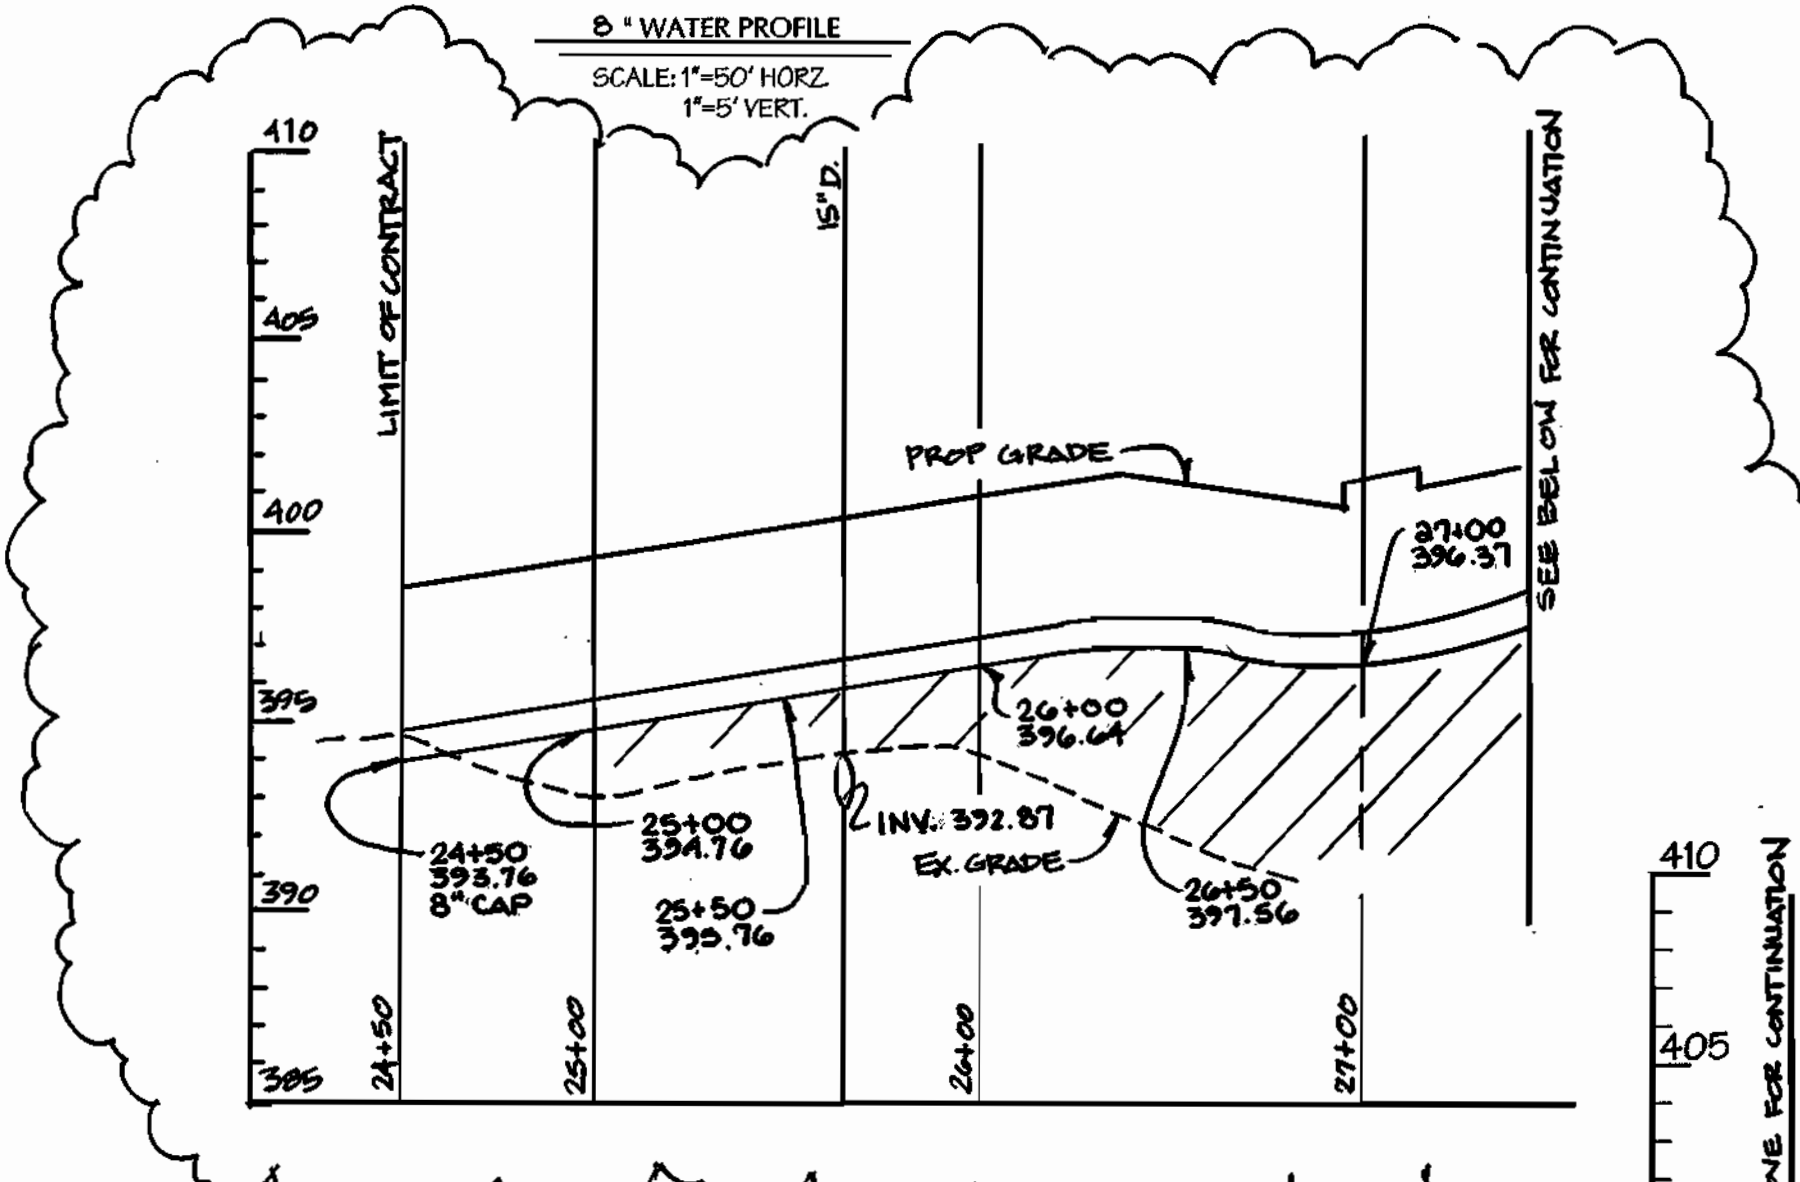 8 " WATER PROFILE
SCALE: 1"=50' HORZ.
1"=5' VERT.
410
405
400
395
390
385
LIMIT OF CONTRACT
15" D.
SEE BELOW FOR CONTINUATION
PROP GRADE
27+00
396.37
26+00
396.64
INV. 392.87
EX. GRADE
25+00
394.76
24+50
393.76
8" CAP
25+50
395.76
26+50
397.56
24+50
25+00
26+00
27+00
410
405
FOR CONTINUATION